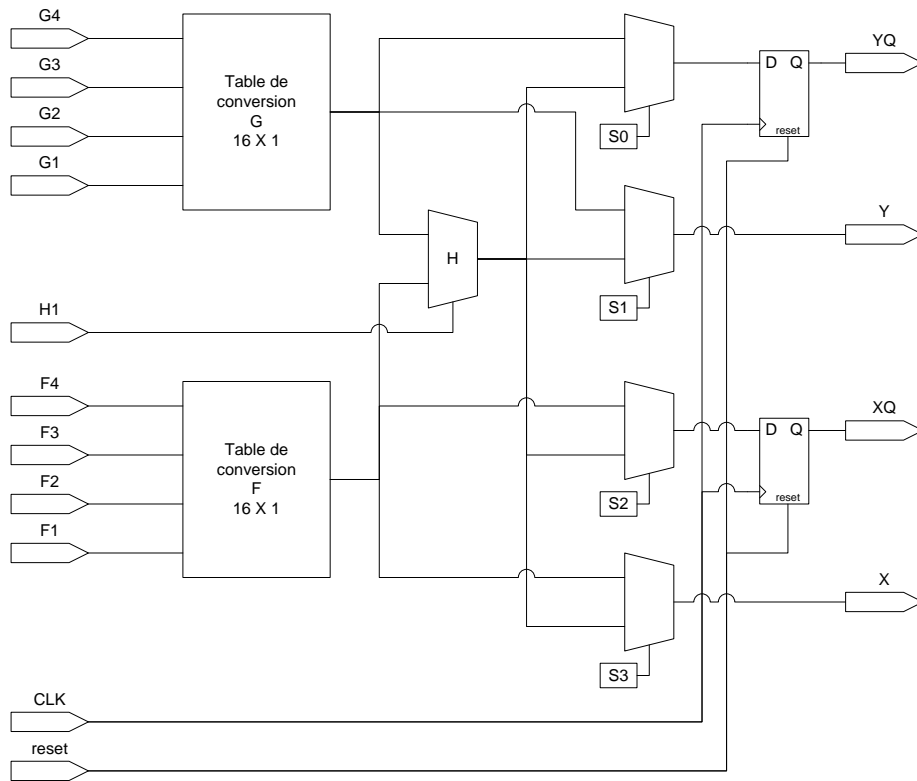 G4
G3
G2
G1
Table de
conversion
G
16 X 1
S0
D Q
reset
YQ
H
S1
Y
H1
F4
F3
F2
F1
Table de
conversion
F
16 X 1
S2
D Q
reset
XQ
S3
X
CLK
reset